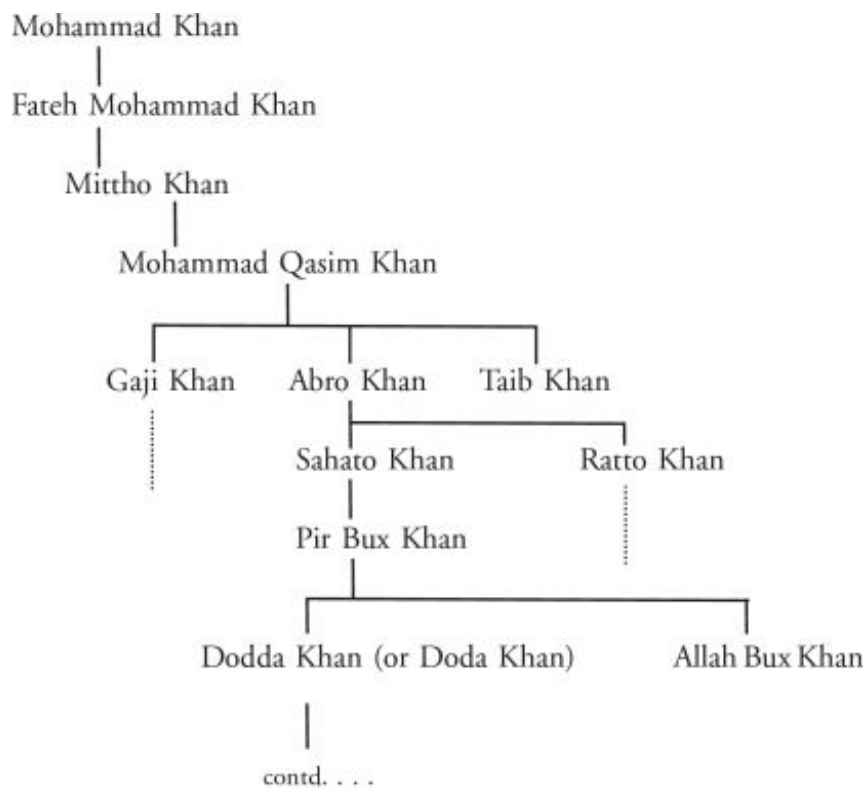 Mohammad Khan
Fateh Mohammad Khan
Mittho Khan
Mohammad Qasim Khan
Gaji Khan Abro Khan Taib Khan
Sahato Khan Ratto Khan
Pir Bux Khan
Dodda Khan (or Doda Khan) Allah Bux Khan
contd. . . .